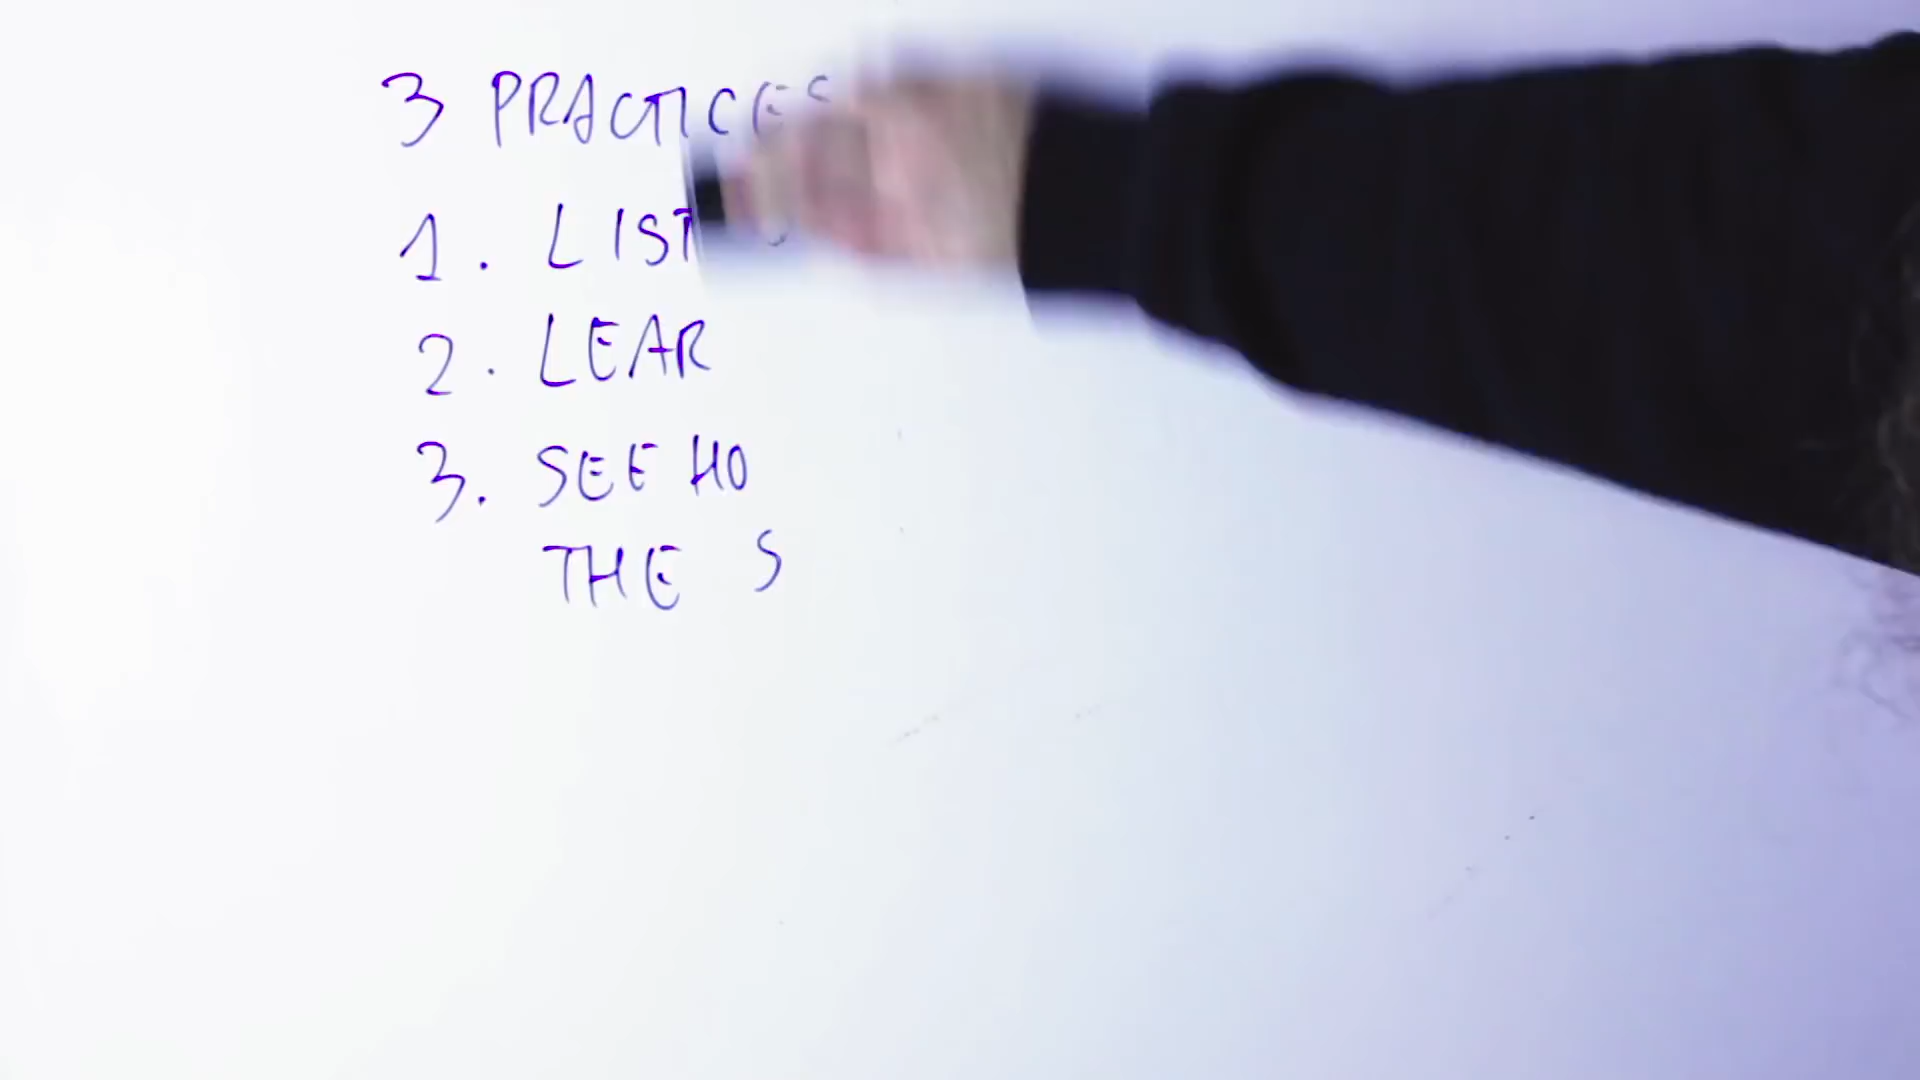 3 PRACTICES
1. LIST
2. LEAR
3. SEE HO
THE S